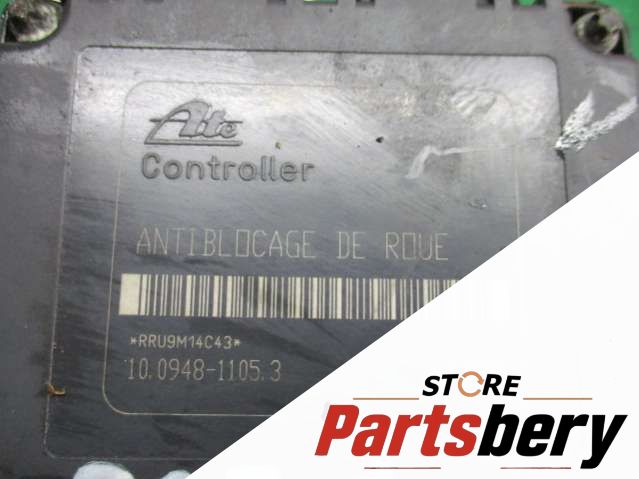 Ate
Controller
ANTIBLOCAGE DE ROUE
*RRU9M14C43*
10.0948-1105.3
STORE
Partsbery